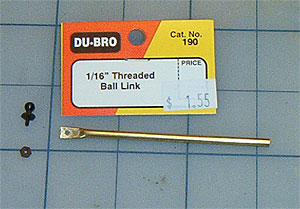 DU-BRO
Cat. No.
190
PRICE
1/16" Threaded
Ball Link
$ 1.55